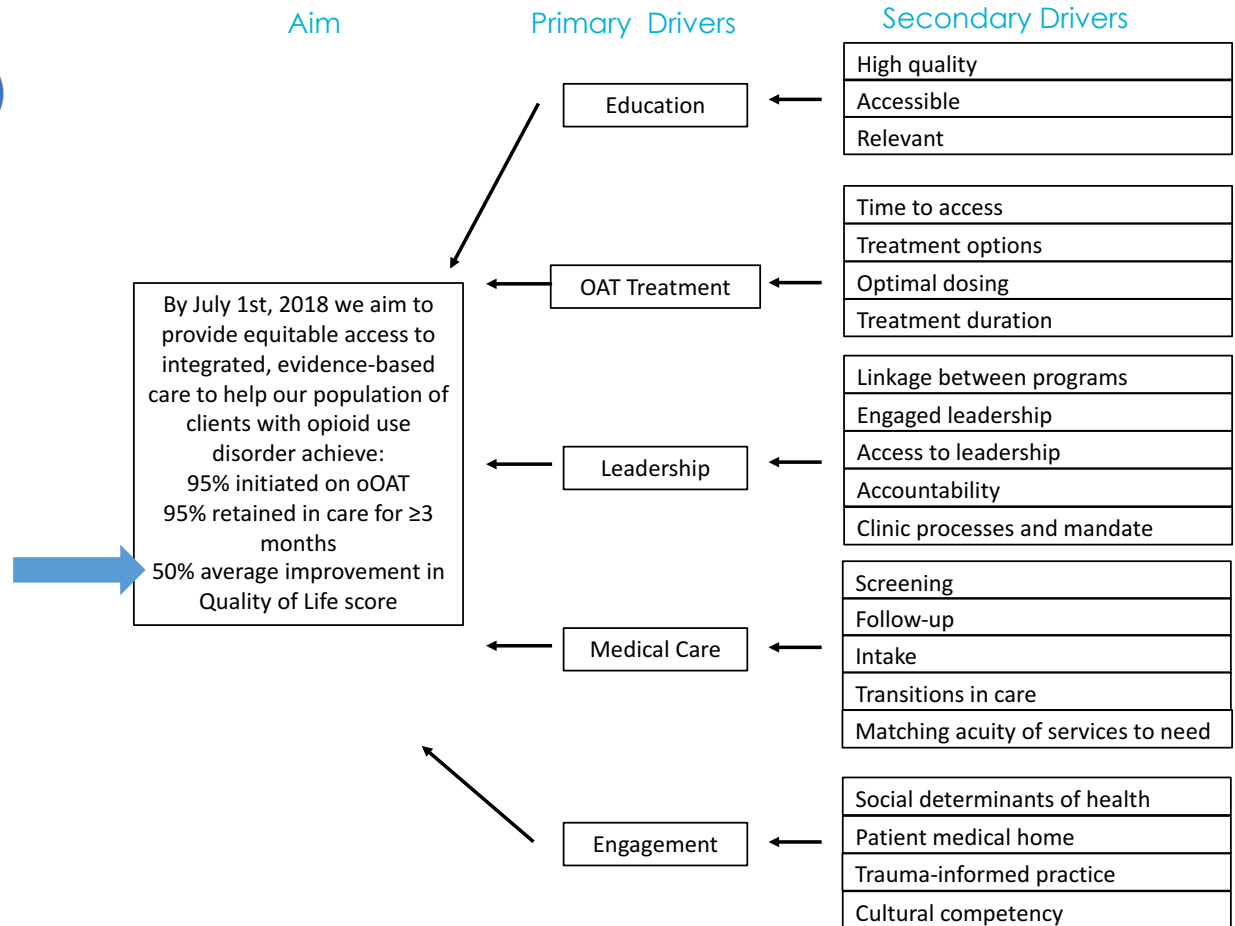 Aim
Primary Drivers
Secondary Drivers
Education
High quality
Accessible
Relevant
OAT Treatment
Time to access
Treatment options
Optimal dosing
Treatment duration
By July 1st, 2018 we aim to
provide equitable access to
integrated, evidence-based
care to help our population of
clients with opioid use
disorder achieve:
95% initiated on oOAT
95% retained in care for ≥3
months
50% average improvement in
Quality of Life score
Leadership
Linkage between programs
Engaged leadership
Access to leadership
Accountability
Clinic processes and mandate
Medical Care
Screening
Follow-up
Intake
Transitions in care
Matching acuity of services to need
Engagement
Social determinants of health
Patient medical home
Trauma-informed practice
Cultural competency